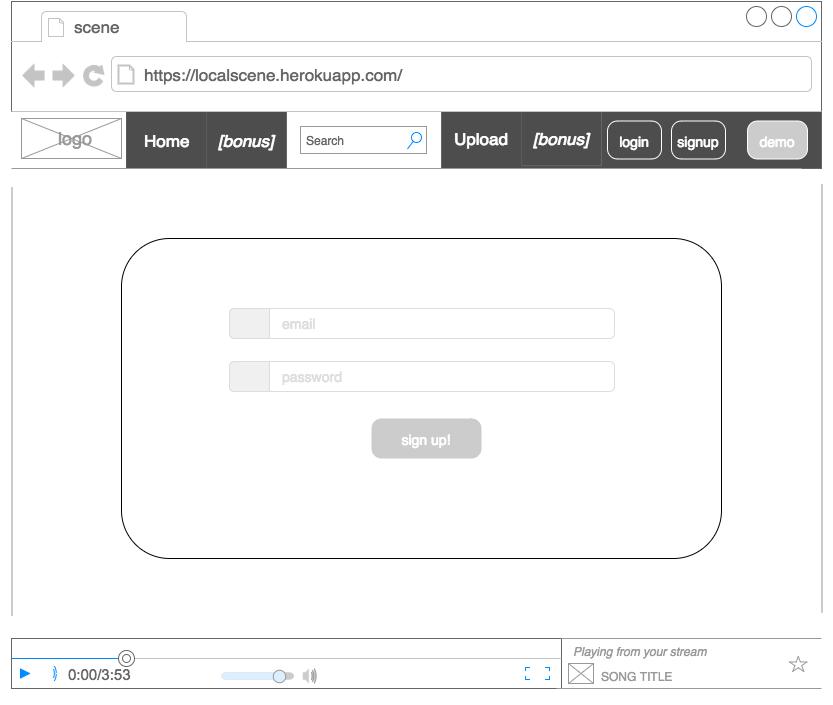 scene
https://localscene.herokuapp.com/
logo Home [bonus] Search Upload [bonus] login signup demo
email
password
sign up!
Playing from your stream
0:00/3:53 SONG TITLE